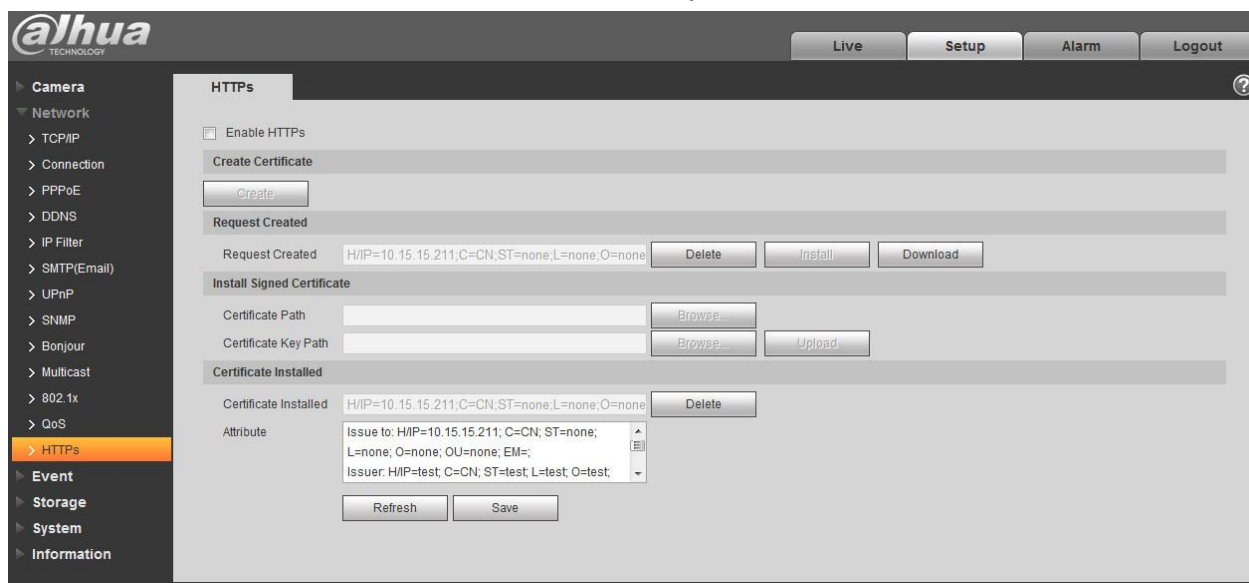 alhua
TECHNOLOGY
Live
Setup
Alarm
Logout
Camera
Network
TCP/IP
Connection
PPPoE
DDNS
IP Filter
SMTP(Email)
UPnP
SNMP
Bonjour
Multicast
802.1x
QoS
HTTPs
Event
Storage
System
Information
HTTPs
?
Enable HTTPs
Create Certificate
Create
Request Created
Request Created H/IP=10.15.15.211;C=CN;ST=none;L=none;O=none Delete Install Download
Install Signed Certificate
Certificate Path Browse...
Certificate Key Path Browse... Upload
Certificate Installed
Certificate Installed H/IP=10.15.15.211;C=CN;ST=none;L=none;O=none Delete
Attribute Issue to: H/IP=10.15.15.211; C=CN; ST=none;
L=none; O=none; OU=none; EM=;
Issuer: H/IP=test; C=CN; ST=test; L=test; O=test;
Refresh Save